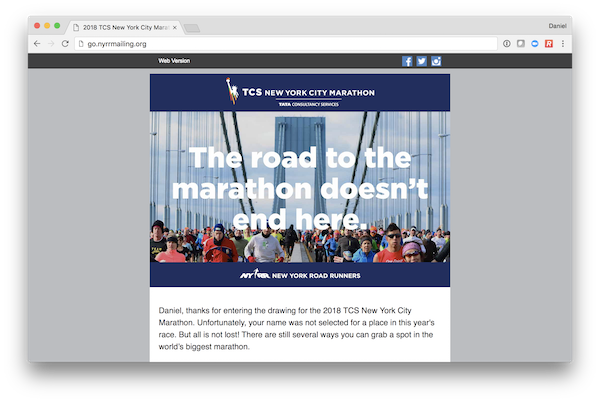 2018 TCS New York City Mara
Daniel
go.nyrrmailing.org
Web Version
TCS NEW YORK CITY MARATHON
TATA CONSULTANCY SERVICES
The road to the
marathon doesn't
end here.
NEW YORK ROAD RUNNERS
Daniel, thanks for entering the drawing for the 2018 TCS New York City
Marathon. Unfortunately, your name was not selected for a place in this year's
race. But all is not lost! There are still several ways you can grab a spot in the
world's biggest marathon.